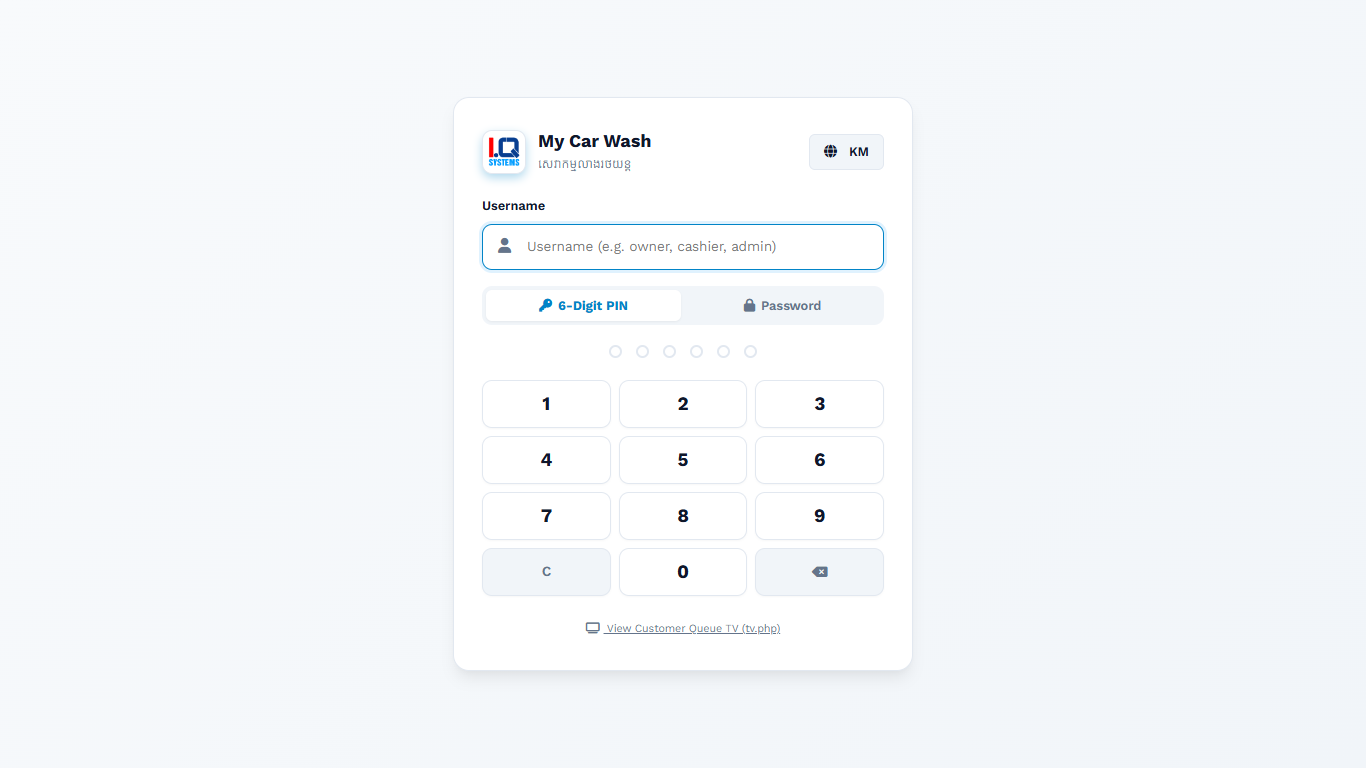 I.Q
SYSTEMS
My Car Wash
សេវាកម្មលាងរថយន្ត
KM
Username
Username (e.g. owner, cashier, admin)
6-Digit PIN
Password
1 2 3
4 5 6
7 8 9
C 0
View Customer Queue TV (tv.php)